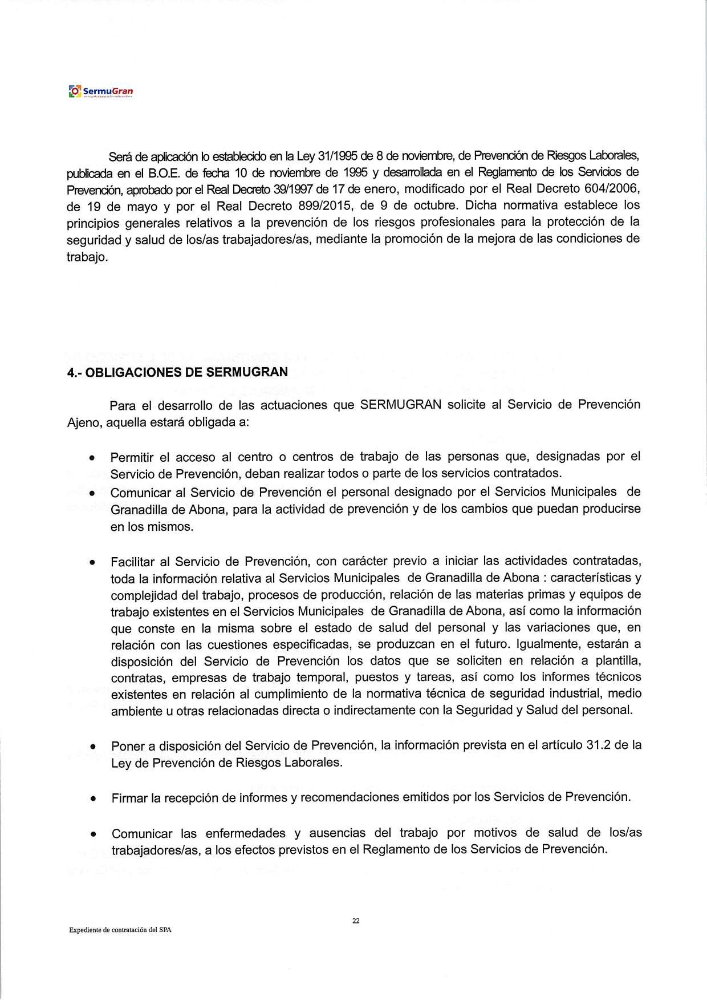 SermuGran
Será de aplicación lo establecido en la Ley 31/1995 de 8 de noviembre, de Prevención de Riesgos Laborales,
publicada en el B.O.E. de fecha 10 de noviembre de 1995 y desarrollada en el Reglamento de los Servicios de
Prevención, aprobado por el Real Decreto 39/1997 de 17 de enero, modificado por el Real Decreto 604/2006,
de 19 de mayo y por el Real Decreto 899/2015, de 9 de octubre. Dicha normativa establece los
principios generales relativos a la prevención de los riesgos profesionales para la protección de la
seguridad y salud de los/as trabajadores/as, mediante la promoción de la mejora de las condiciones de
trabajo.
4.- OBLIGACIONES DE SERMUGRAN
Para el desarrollo de las actuaciones que SERMUGRAN solicite al Servicio de Prevención
Ajeno, aquella estará obligada a:
• Permitir el acceso al centro o centros de trabajo de las personas que, designadas por el
Servicio de Prevención, deban realizar todos o parte de los servicios contratados.
• Comunicar al Servicio de Prevención el personal designado por el Servicios Municipales de
Granadilla de Abona, para la actividad de prevención y de los cambios que puedan producirse
en los mismos.
• Facilitar al Servicio de Prevención, con carácter previo a iniciar las actividades contratadas,
toda la información relativa al Servicios Municipales de Granadilla de Abona : características y
complejidad del trabajo, procesos de producción, relación de las materias primas y equipos de
trabajo existentes en el Servicios Municipales de Granadilla de Abona, así como la información
que conste en la misma sobre el estado de salud del personal y las variaciones que, en
relación con las cuestiones especificadas, se produzcan en el futuro. Igualmente, estarán a
disposición del Servicio de Prevención los datos que se soliciten en relación a plantilla,
contratas, empresas de trabajo temporal, puestos y tareas, así como los informes técnicos
existentes en relación al cumplimiento de la normativa técnica de seguridad industrial, medio
ambiente u otras relacionadas directa o indirectamente con la Seguridad y Salud del personal.
• Poner a disposición del Servicio de Prevención, la información prevista en el artículo 31.2 de la
Ley de Prevención de Riesgos Laborales.
• Firmar la recepción de informes y recomendaciones emitidos por los Servicios de Prevención.
• Comunicar las enfermedades y ausencias del trabajo por motivos de salud de los/as
trabajadores/as, a los efectos previstos en el Reglamento de los Servicios de Prevención.
22
Expediente de contratación del SPA